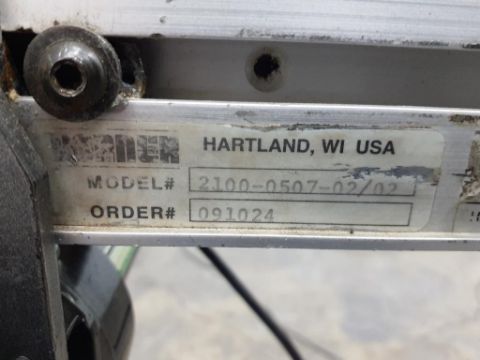 HARTLAND, WI USA
MODEL# 2100-0507-02/02
ORDER# 091024